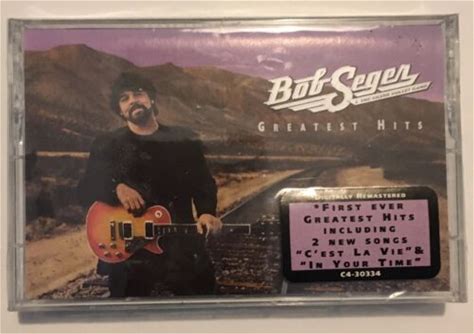 Bob Seger
& THE SILVER BULLET BAND
GREATEST HITS
DIGITALLY REMASTERED
*FIRST EVER
GREATEST HITS
INCLUDING
2 NEW SONGS
"C'EST LA VIE" &
"IN YOUR TIME"
C4-30334